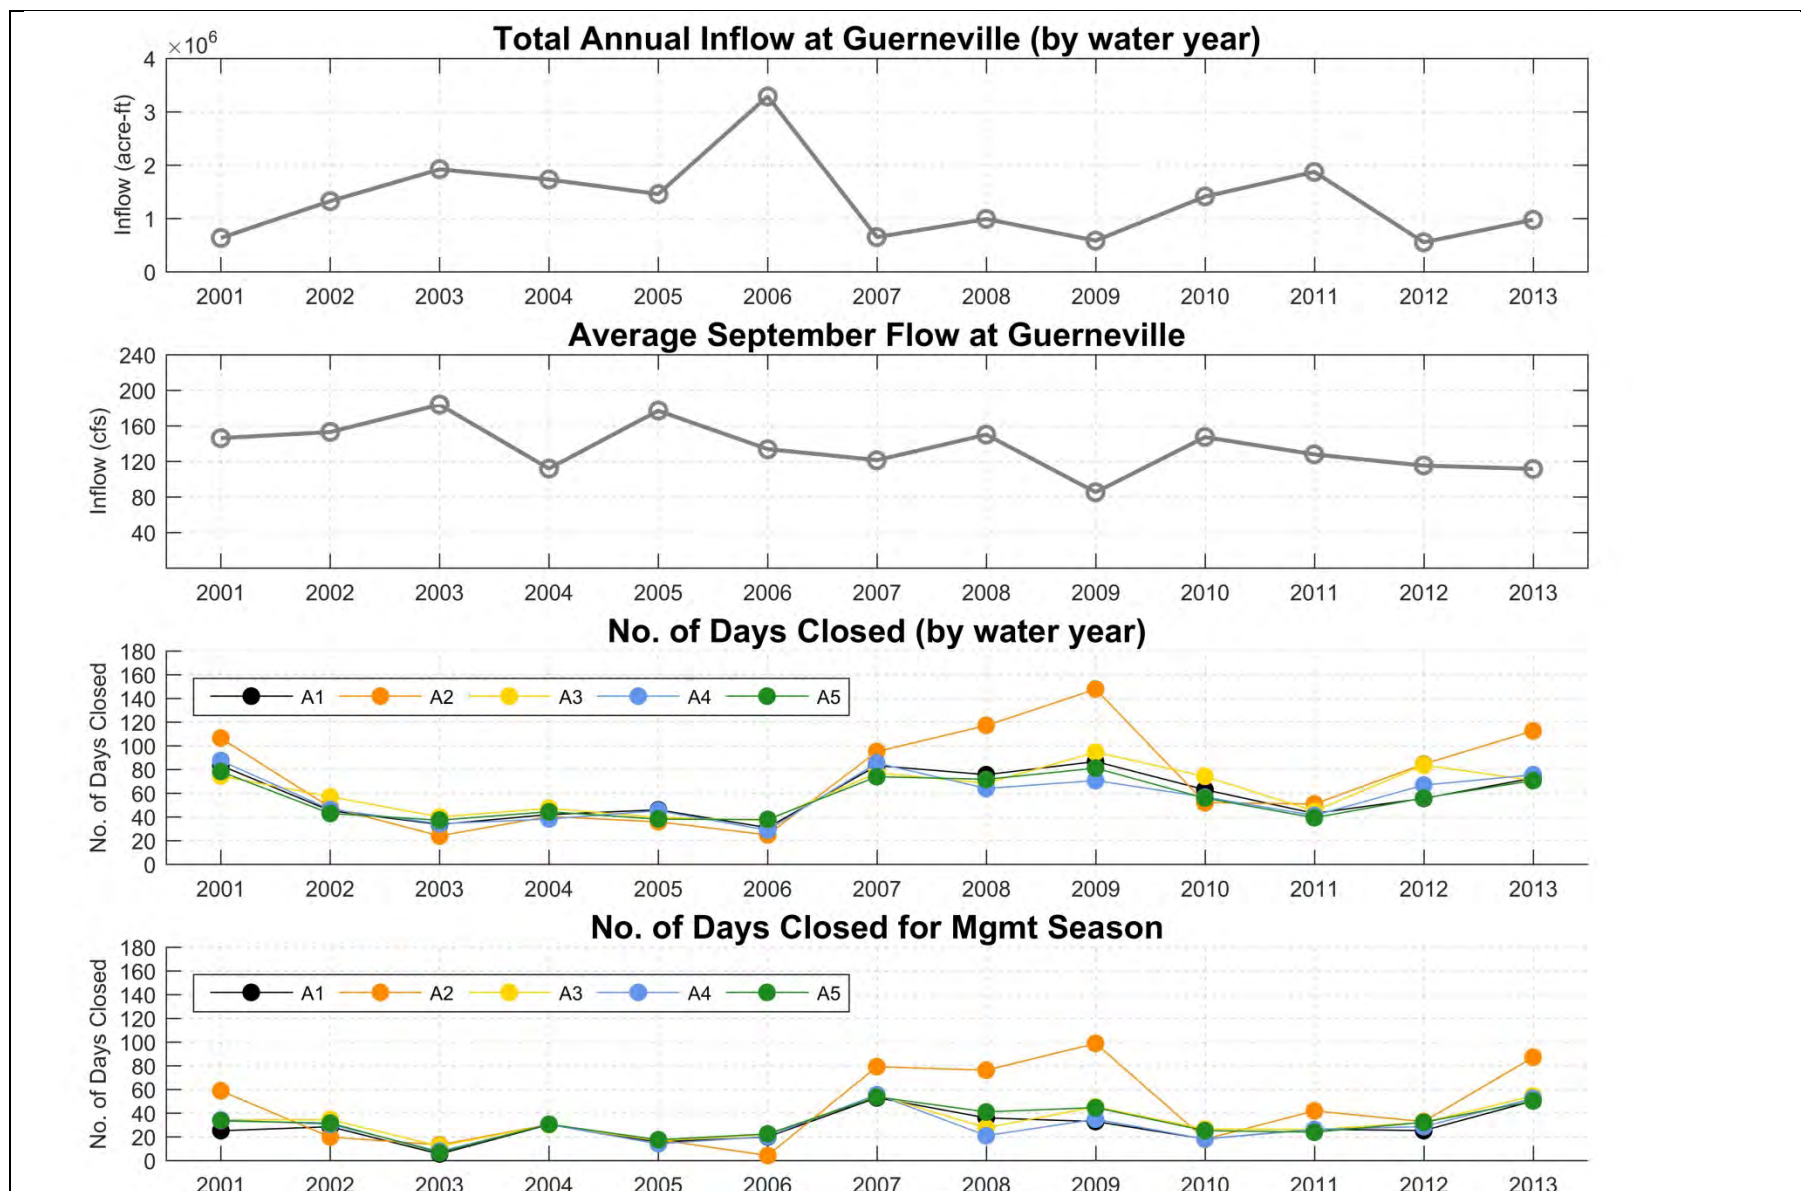 Total Annual Inflow at Guerneville (by water year)
×10^6
4
3
2
1
0
Inflow (acre-ft)
2001 2002 2003 2004 2005 2006 2007 2008 2009 2010 2011 2012 2013
Average September Flow at Guerneville
240
200
160
120
80
40
Inflow (cfs)
2001 2002 2003 2004 2005 2006 2007 2008 2009 2010 2011 2012 2013
No. of Days Closed (by water year)
180
160
140
120
100
80
60
40
20
0
No. of Days Closed
A1 A2 A3 A4 A5
2001 2002 2003 2004 2005 2006 2007 2008 2009 2010 2011 2012 2013
No. of Days Closed for Mgmt Season
180
160
140
120
100
80
60
40
20
0
No. of Days Closed
A1 A2 A3 A4 A5
2001 2002 2003 2004 2005 2006 2007 2008 2009 2010 2011 2012 2013